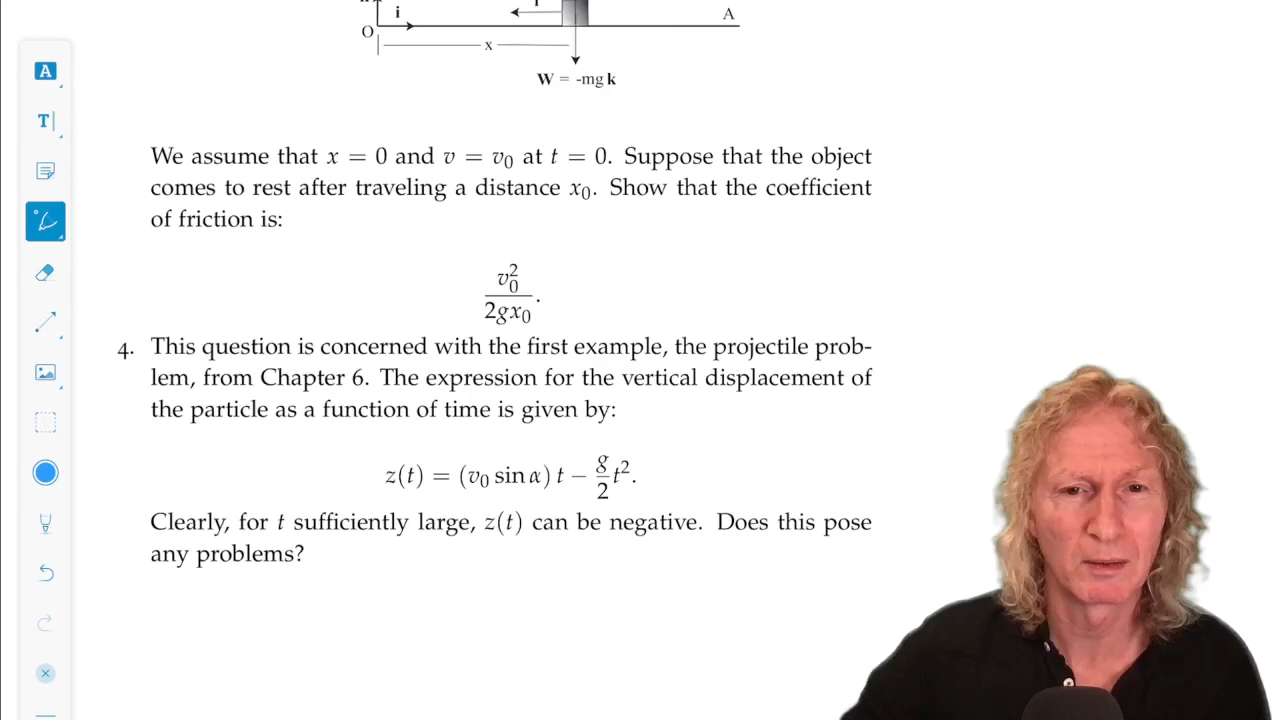 i
A
O
x
W = -mg k
A
T
We assume that x = 0 and v = v₀ at t = 0. Suppose that the object
comes to rest after traveling a distance x₀. Show that the coefficient
of friction is:
v₀²
2gx₀ .
4. This question is concerned with the first example, the projectile prob-
lem, from Chapter 6. The expression for the vertical displacement of
the particle as a function of time is given by:
z(t) = (v₀ sin α) t − g/2 t².
Clearly, for t sufficiently large, z(t) can be negative. Does this pose
any problems?